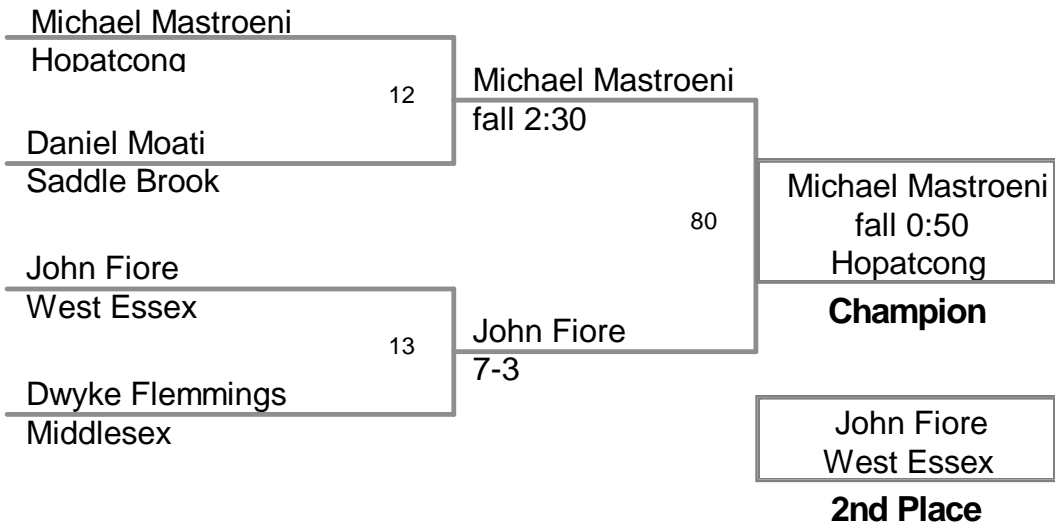 Michael Mastroeni
Hopatcong
12
Michael Mastroeni
fall 2:30
Daniel Moati
Saddle Brook
80
Michael Mastroeni
fall 0:50
Hopatcong
Champion
John Fiore
West Essex
13
John Fiore
7-3
Dwyke Flemmings
Middlesex
John Fiore
West Essex
2nd Place